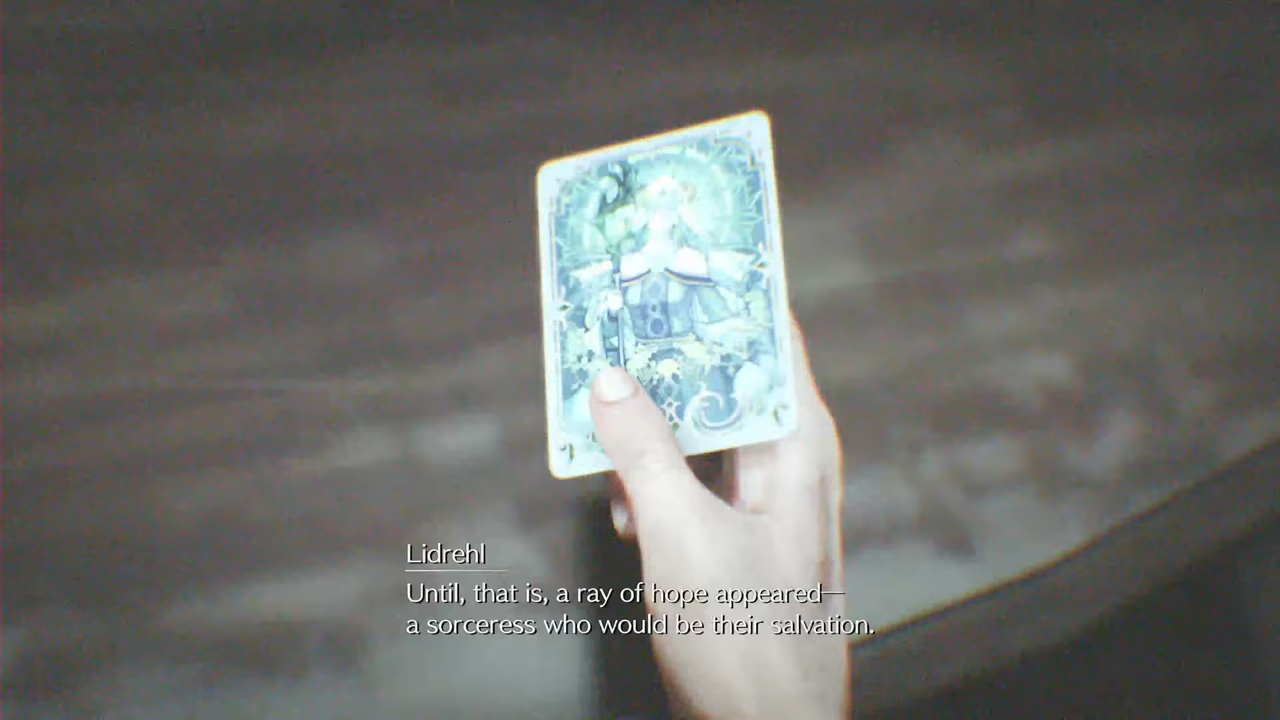 Lidrehl
Until, that is, a ray of hope appeared—
a sorceress who would be their salvation.